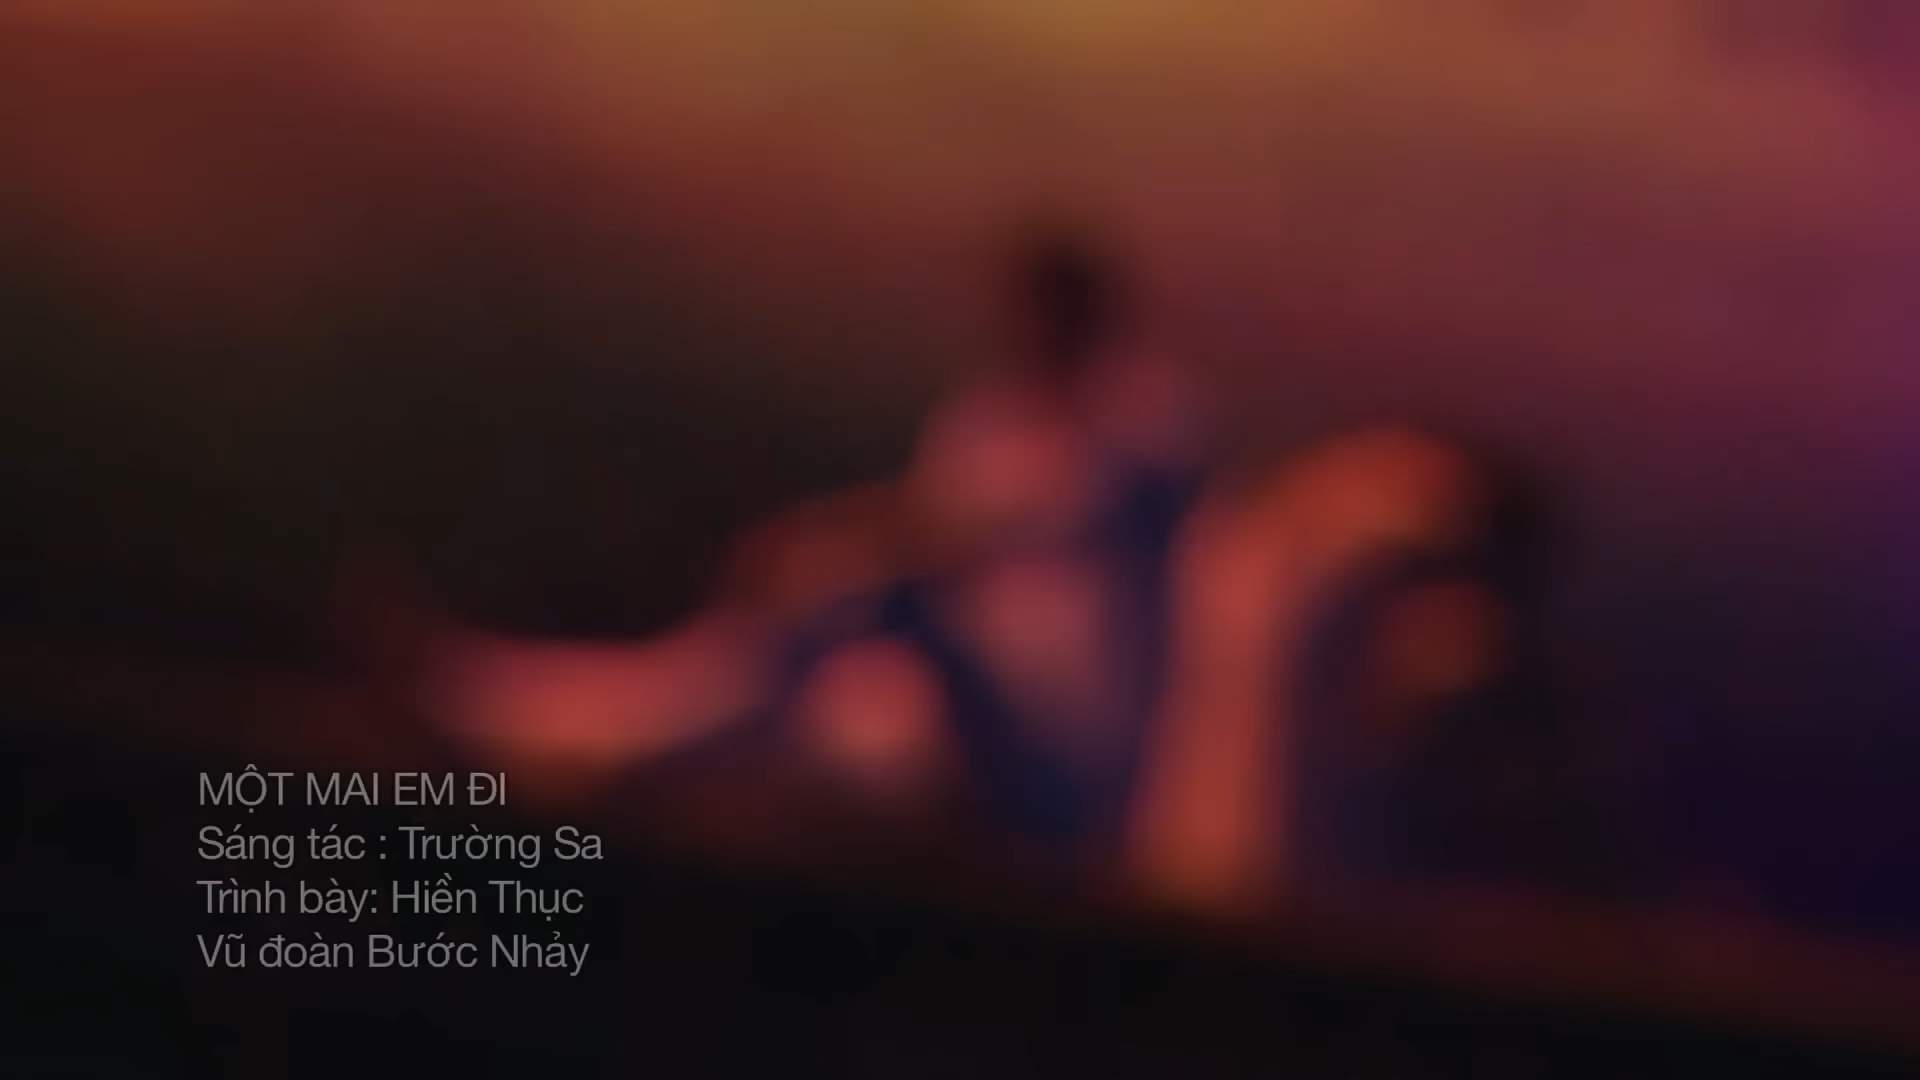 MỘT MAI EM ĐI
Sáng tác : Trường Sa
Trình bày: Hiền Thục
Vũ đoàn Bước Nhảy